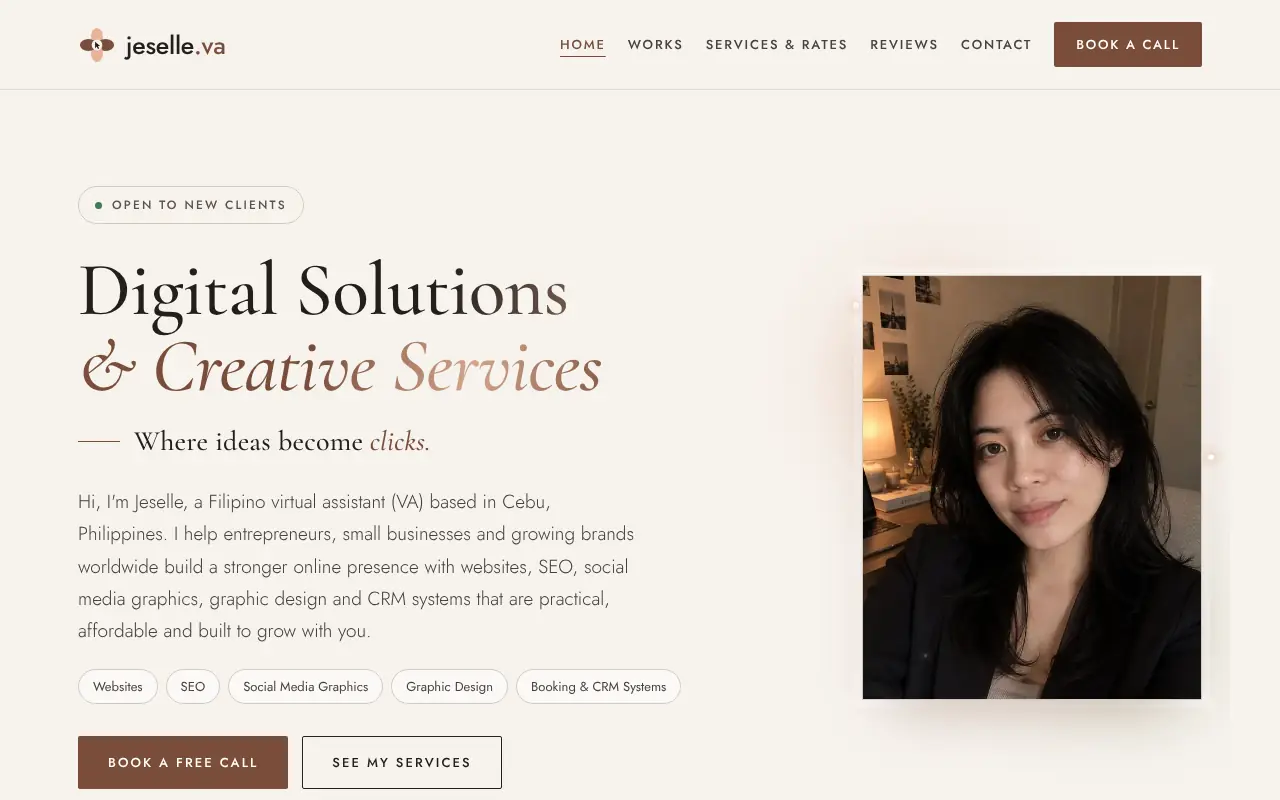 jeselle.va
HOME
WORKS
SERVICES & RATES
REVIEWS
CONTACT
BOOK A CALL
OPEN TO NEW CLIENTS
Digital Solutions
& Creative Services
Where ideas become clicks.
Hi, I'm Jeselle, a Filipino virtual assistant (VA) based in Cebu,
Philippines. I help entrepreneurs, small businesses and growing brands
worldwide build a stronger online presence with websites, SEO, social
media graphics, graphic design and CRM systems that are practical,
affordable and built to grow with you.
Websites
SEO
Social Media Graphics
Graphic Design
Booking & CRM Systems
BOOK A FREE CALL
SEE MY SERVICES